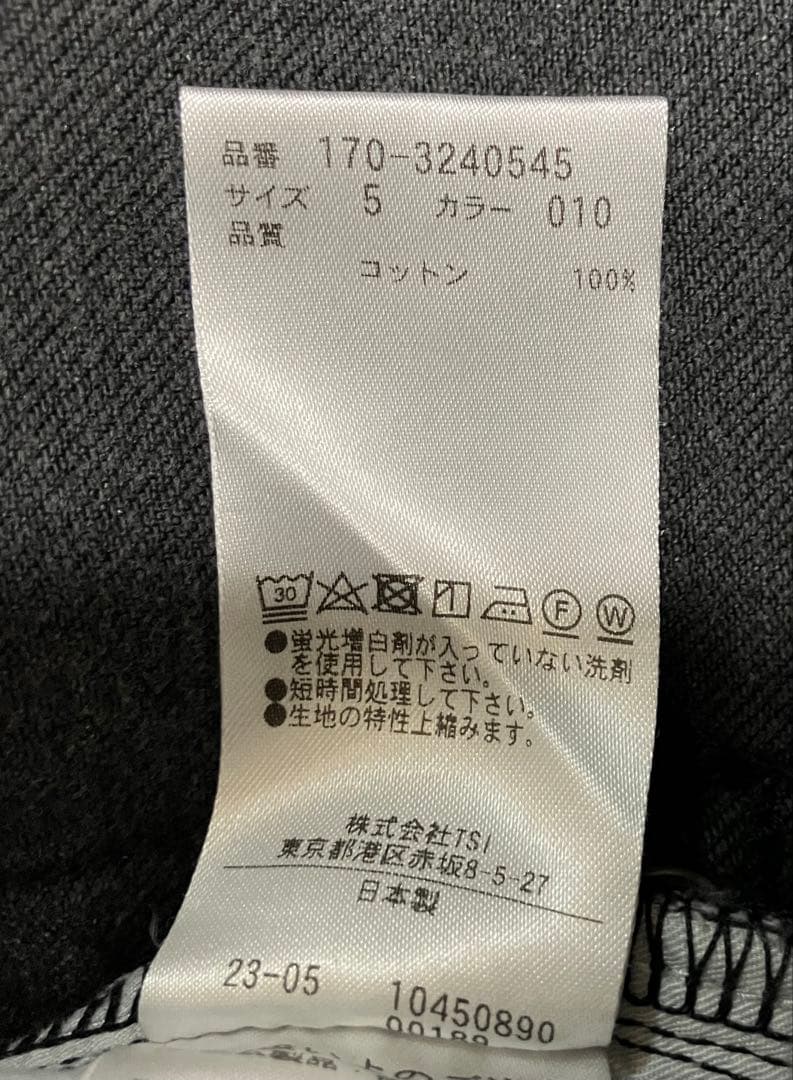 品番 170-3240545
サイズ 5 カラー 010
品質
コットン 100%
30 F W
●蛍光増白剤が入っていない洗剤
を使用して下さい。
●短時間処理して下さい。
●生地の特性上縮みます。
株式会社TSI
東京都港区赤坂8-5-27
日本製
23-05 10450890